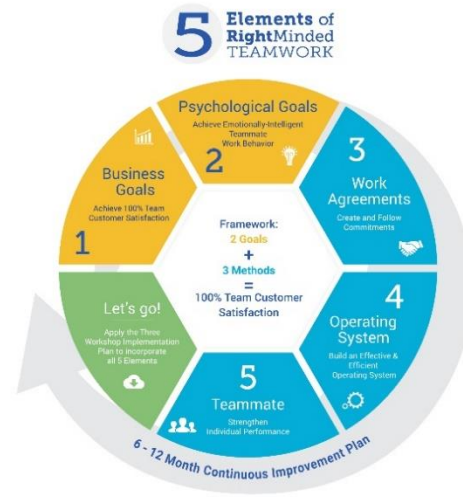 5
Elements of
RightMinded
TEAMWORK
Business
Goals
Achieve 100% Team
Customer Satisfaction
1
Psychological Goals
Achieve Emotionally-Intelligent
Teammate
Work Behavior
2
3
Work
Agreements
Create and Follow
Commitments
4
Operating
System
Build an Effective &
Efficient
Operating System
5
Teammate
Strengthen
Individual Performance
Let's go!
Apply the Three
Workshop Implementation
Plan to Incorporate
all 5 Elements
Framework:
2 Goals
+
3 Methods
=
100% Team Customer
Satisfaction
6 - 12 Month Continuous Improvement Plan